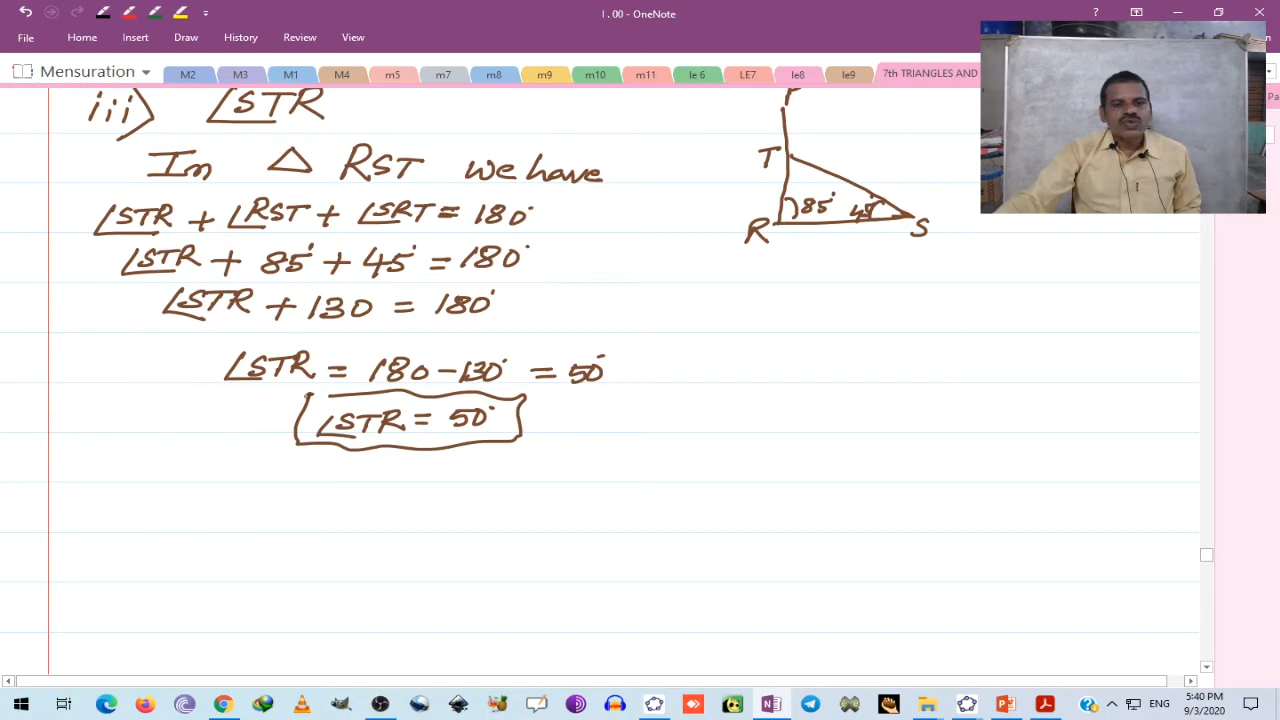 1.00 - OneNote
File Home Insert Draw History Review View
Mensuration M2 M3 M1 M4 m5 m7 m8 m9 m10 m11 le 6 LE7 le8 le9 7th TRIANGLES AND
Pa
iii) ∠STR
In △ RST we have
∠STR + ∠RST + ∠SRT = 180°
∠STR + 85° + 45° = 180°
∠STR + 130 = 180°
∠STR = 180 - 130° = 50°
∠STR = 50°
T
85° 45°
R S
ENG
5:40 PM
9/3/2020